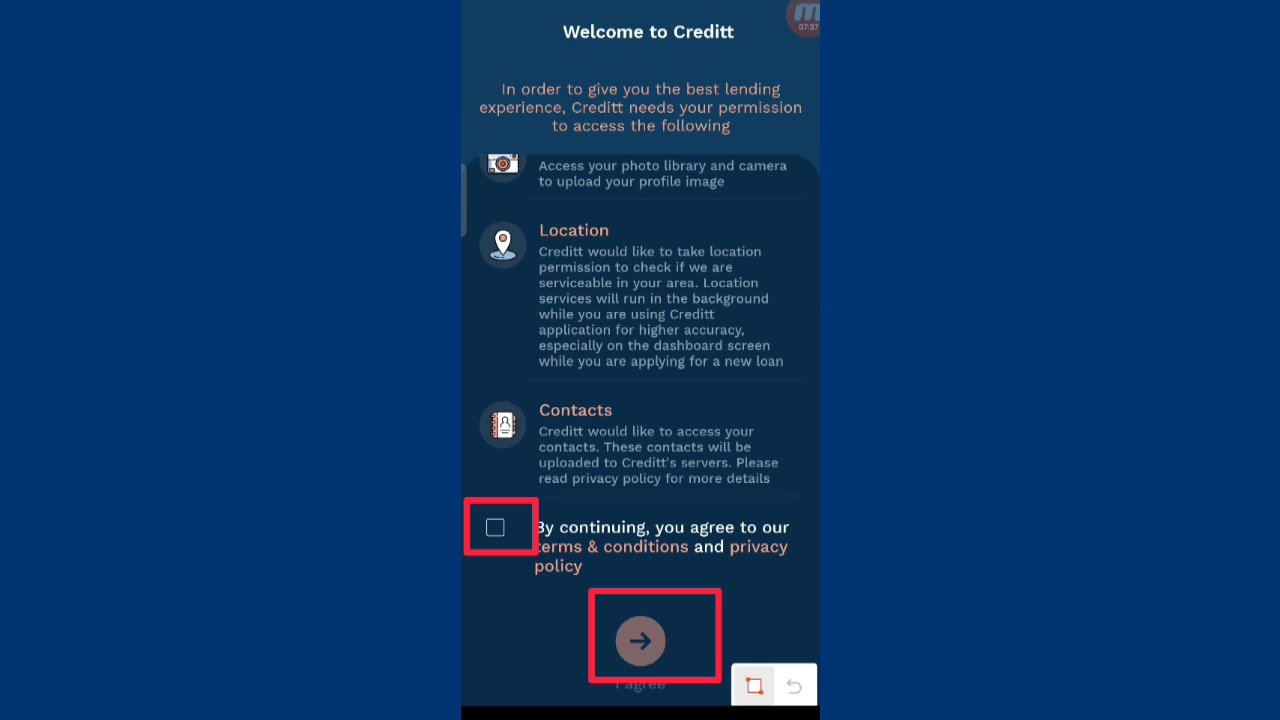 Welcome to Creditt
07:37
In order to give you the best lending
experience, Creditt needs your permission
to access the following
Access your photo library and camera
to upload your profile image
Location
Creditt would like to take location
permission to check if we are
serviceable in your area. Location
services will run in the background
while you are using Creditt
application for higher accuracy,
especially on the dashboard screen
while you are applying for a new loan
Contacts
Creditt would like to access your
contacts. These contacts will be
uploaded to Creditt's servers. Please
read privacy policy for more details
By continuing, you agree to our
terms & conditions and privacy
policy
I agree